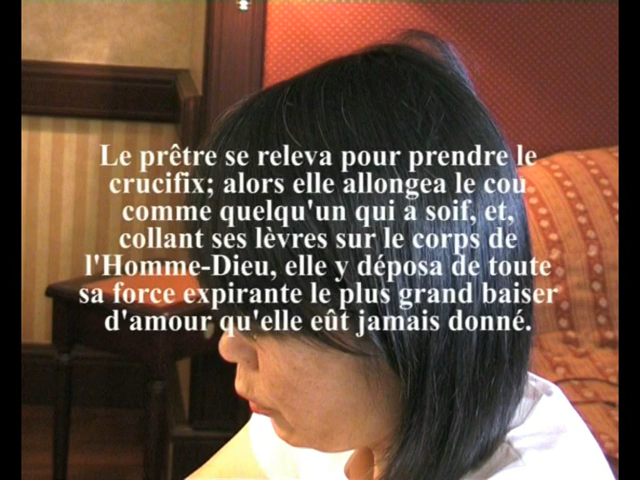 Le prêtre se releva pour prendre le
crucifix; alors elle allongea le cou
comme quelqu'un qui a soif, et,
collant ses lèvres sur le corps de
l'Homme-Dieu, elle y déposa de toute
sa force expirante le plus grand baiser
d'amour qu'elle eût jamais donné.